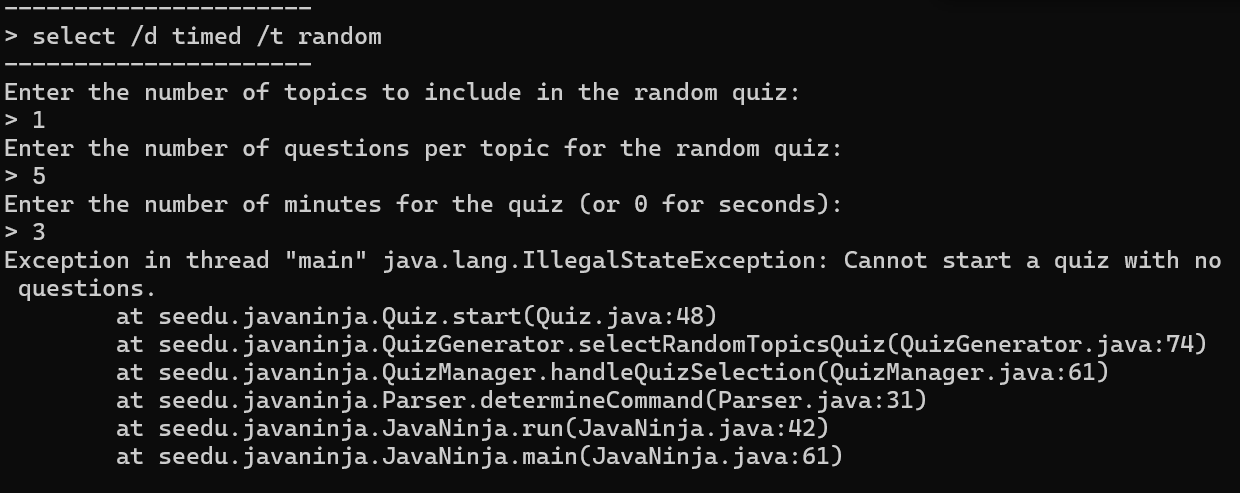 ----------------------
> select /d timed /t random
----------------------
Enter the number of topics to include in the random quiz:
> 1
Enter the number of questions per topic for the random quiz:
> 5
Enter the number of minutes for the quiz (or 0 for seconds):
> 3
Exception in thread "main" java.lang.IllegalStateException: Cannot start a quiz with no
 questions.
        at seedu.javaninja.Quiz.start(Quiz.java:48)
        at seedu.javaninja.QuizGenerator.selectRandomTopicsQuiz(QuizGenerator.java:74)
        at seedu.javaninja.QuizManager.handleQuizSelection(QuizManager.java:61)
        at seedu.javaninja.Parser.determineCommand(Parser.java:31)
        at seedu.javaninja.JavaNinja.run(JavaNinja.java:42)
        at seedu.javaninja.JavaNinja.main(JavaNinja.java:61)